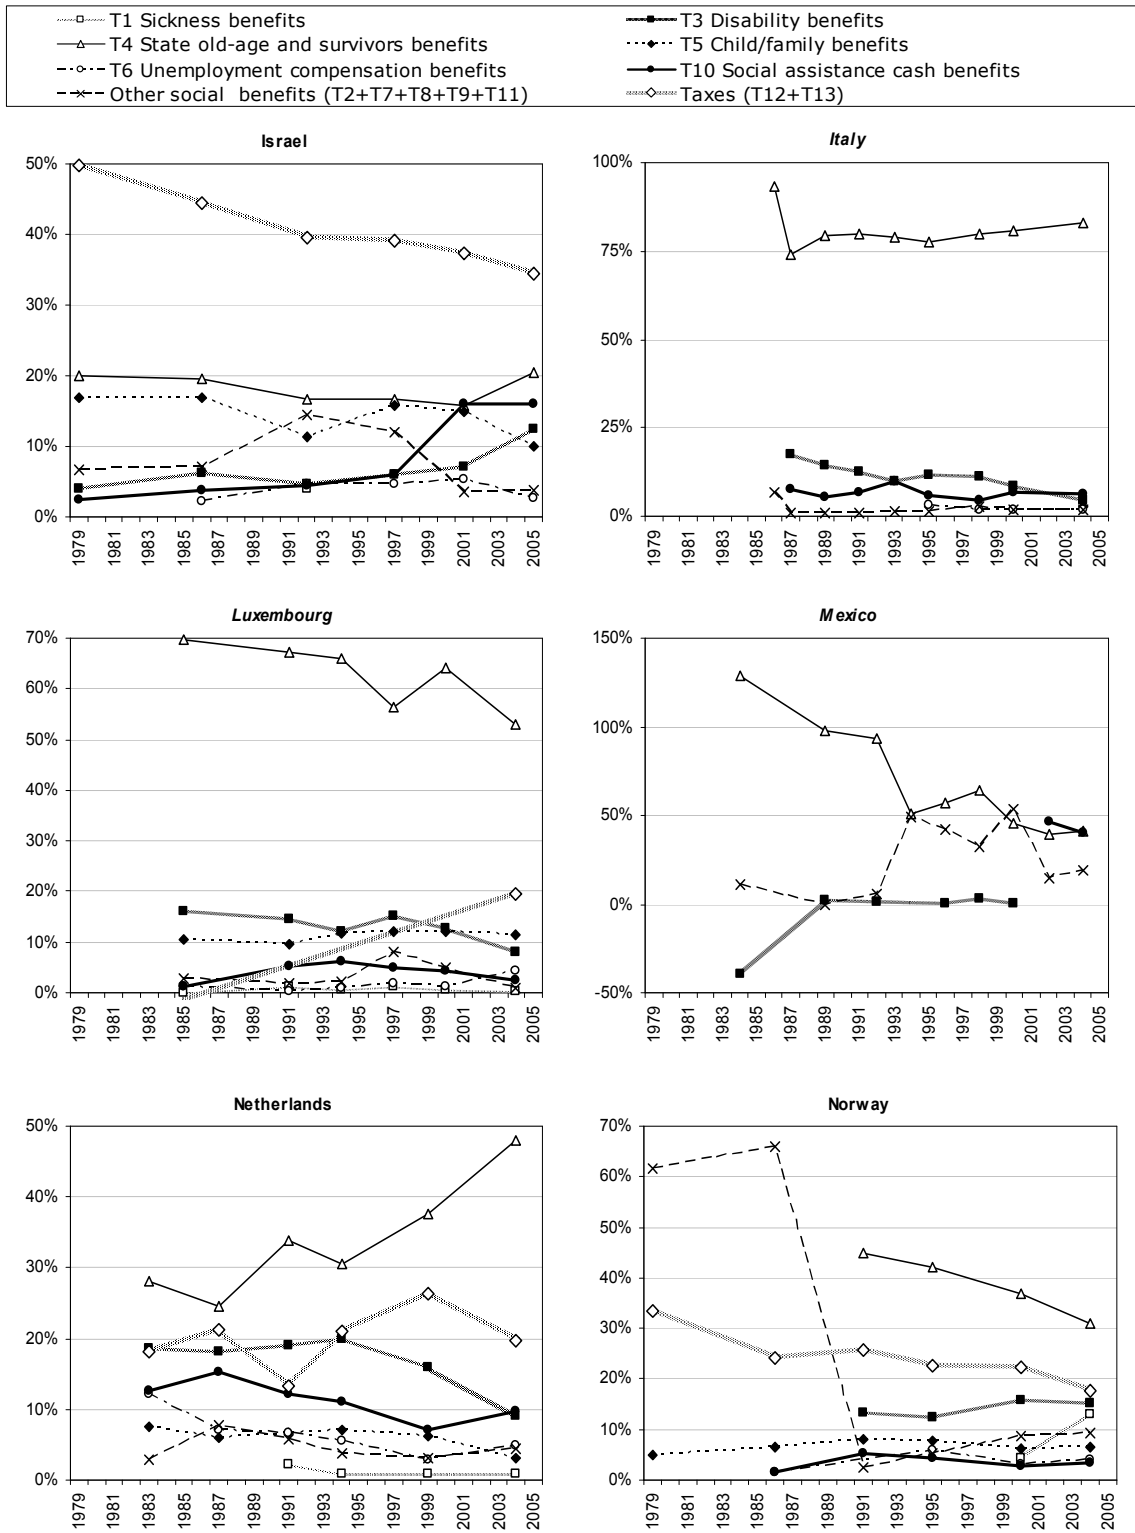 T1 Sickness benefits
T3 Disability benefits
T4 State old-age and survivors benefits
T5 Child/family benefits
T6 Unemployment compensation benefits
T10 Social assistance cash benefits
Other social benefits (T2+T7+T8+T9+T11)
Taxes (T12+T13)
Israel
50%
40%
30%
20%
10%
0%
1979 1981 1983 1985 1987 1989 1991 1993 1995 1997 1999 2001 2003 2005
Italy
100%
75%
50%
25%
0%
1979 1981 1983 1985 1987 1989 1991 1993 1995 1997 1999 2001 2003 2005
Luxembourg
70%
60%
50%
40%
30%
20%
10%
0%
1979 1981 1983 1985 1987 1989 1991 1993 1995 1997 1999 2001 2003 2005
Mexico
150%
100%
50%
0%
-50%
1979 1981 1983 1985 1987 1989 1991 1993 1995 1997 1999 2001 2003 2005
Netherlands
50%
40%
30%
20%
10%
0%
1979 1981 1983 1985 1987 1989 1991 1993 1995 1997 1999 2001 2003 2005
Norway
70%
60%
50%
40%
30%
20%
10%
0%
1979 1981 1983 1985 1987 1989 1991 1993 1995 1997 1999 2001 2003 2005